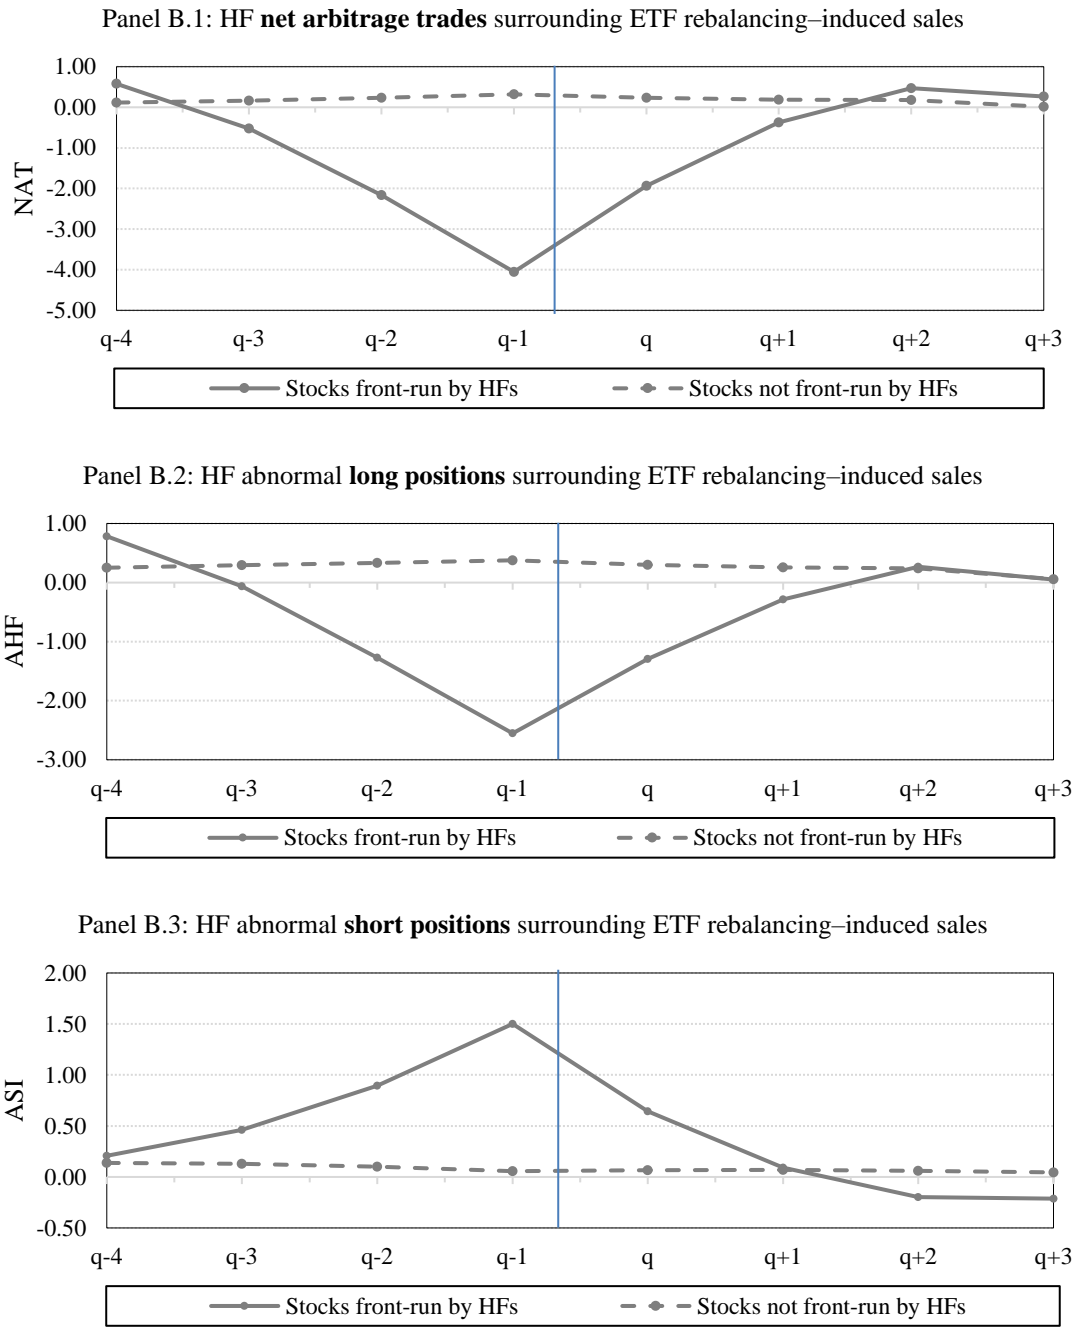 Panel B.1: HF net arbitrage trades surrounding ETF rebalancing–induced sales
1.00
0.00
-1.00
-2.00
-3.00
-4.00
-5.00
NAT
q-4 q-3 q-2 q-1 q q+1 q+2 q+3
Stocks front-run by HFs Stocks not front-run by HFs
Panel B.2: HF abnormal long positions surrounding ETF rebalancing–induced sales
1.00
0.00
-1.00
-2.00
-3.00
AHF
q-4 q-3 q-2 q-1 q q+1 q+2 q+3
Stocks front-run by HFs Stocks not front-run by HFs
Panel B.3: HF abnormal short positions surrounding ETF rebalancing–induced sales
2.00
1.50
1.00
0.50
0.00
-0.50
ASI
q-4 q-3 q-2 q-1 q q+1 q+2 q+3
Stocks front-run by HFs Stocks not front-run by HFs